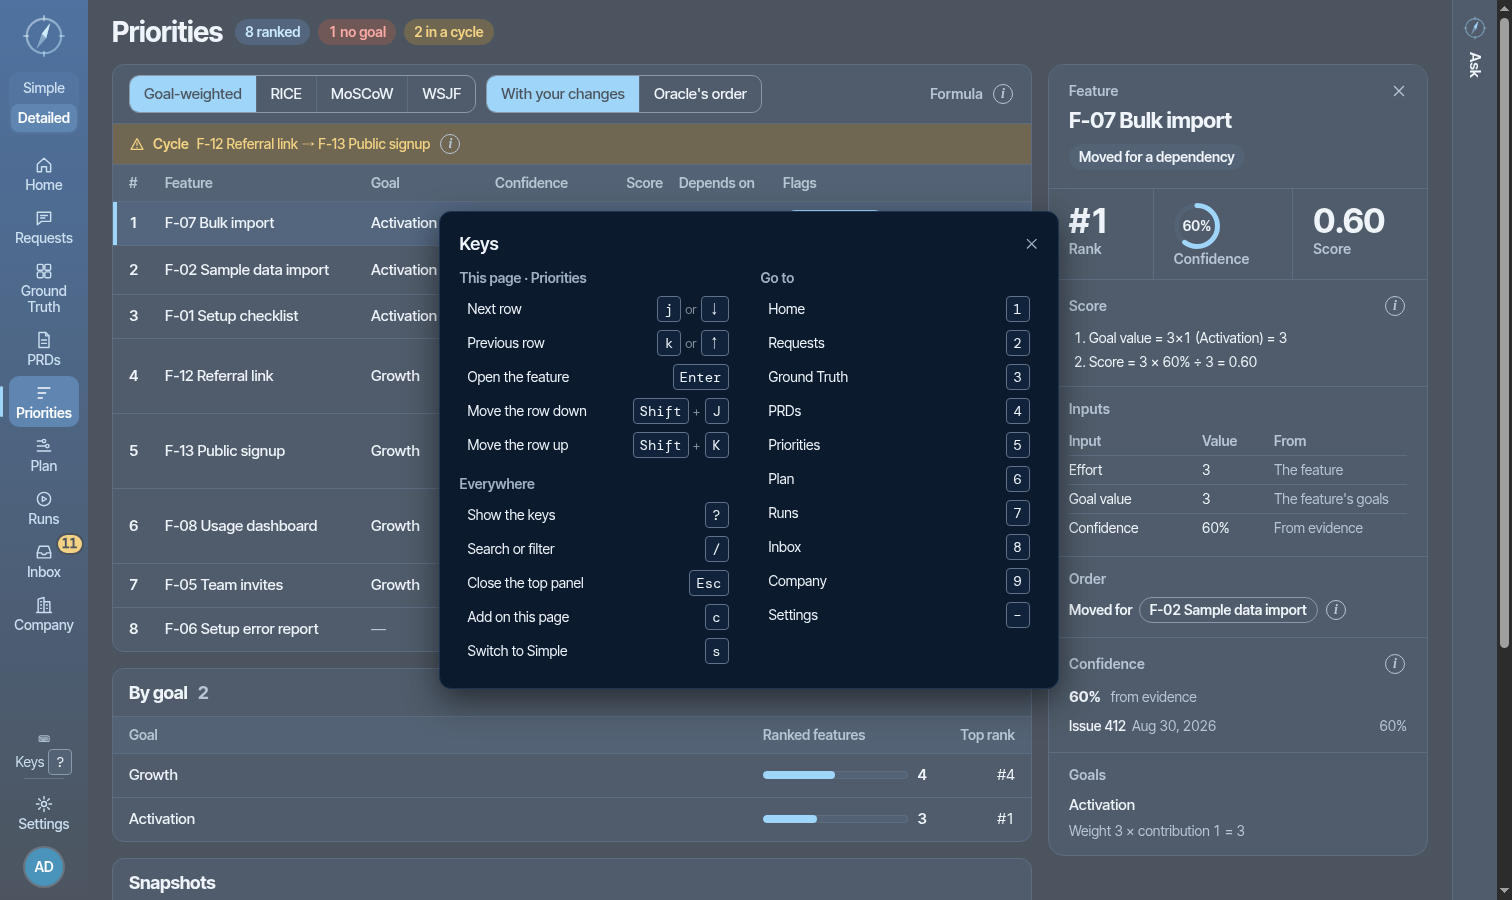 Simple
Detailed
Home
Requests
Ground
Truth
PRDs
Priorities
Plan
Runs
11
Inbox
Company
Keys ?
Settings
AD
Priorities 8 ranked 1 no goal 2 in a cycle
Goal-weighted RICE MoSCoW WSJF With your changes Oracle's order Formula i
Cycle F-12 Referral link → F-13 Public signup i
# Feature Goal Confidence Score Depends on Flags
1 F-07 Bulk import Activation
2 F-02 Sample data import Activation
3 F-01 Setup checklist Activation
4 F-12 Referral link Growth
5 F-13 Public signup Growth
6 F-08 Usage dashboard Growth
7 F-05 Team invites Growth
8 F-06 Setup error report —
By goal 2
Goal Ranked features Top rank
Growth 4 #4
Activation 3 #1
Snapshots
Keys
This page · Priorities
Next row j or ↓
Previous row k or ↑
Open the feature Enter
Move the row down Shift + J
Move the row up Shift + K
Everywhere
Show the keys ?
Search or filter /
Close the top panel Esc
Add on this page c
Switch to Simple s
Go to
Home 1
Requests 2
Ground Truth 3
PRDs 4
Priorities 5
Plan 6
Runs 7
Inbox 8
Company 9
Settings –
Feature
F-07 Bulk import
Moved for a dependency
#1 60% 0.60
Rank Confidence Score
Score i
1. Goal value = 3×1 (Activation) = 3
2. Score = 3 × 60% ÷ 3 = 0.60
Inputs
Input Value From
Effort 3 The feature
Goal value 3 The feature's goals
Confidence 60% From evidence
Order
Moved for F-02 Sample data import i
Confidence i
60% from evidence
Issue 412 Aug 30, 2026 60%
Goals
Activation
Weight 3 × contribution 1 = 3
Ask